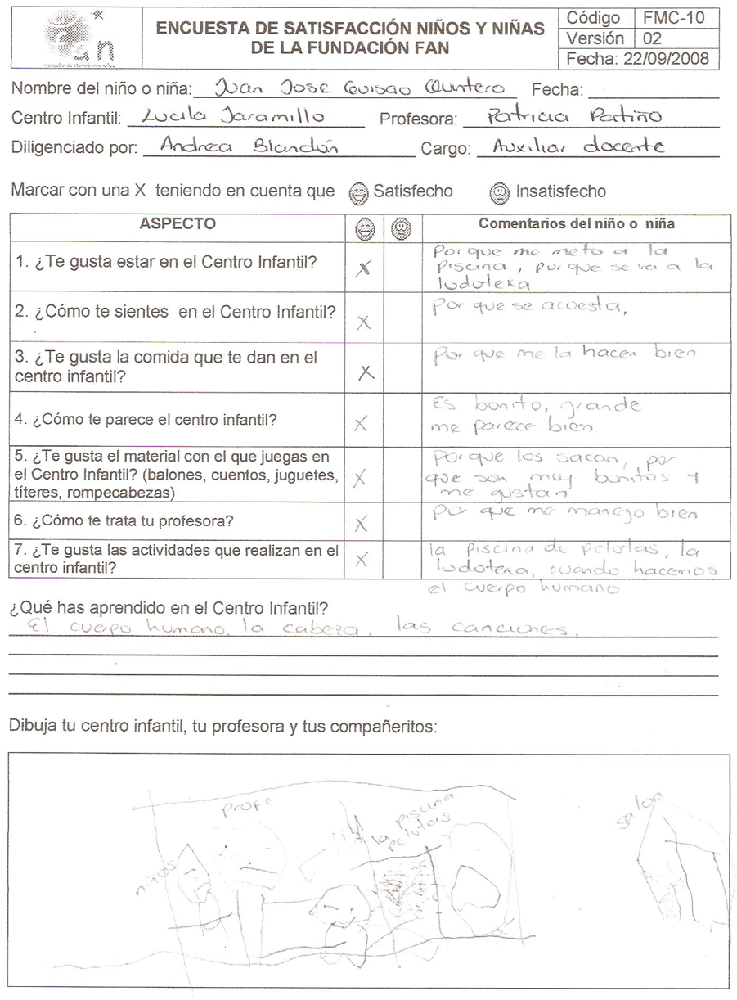 fan
ENCUESTA DE SATISFACCIÓN NIÑOS Y NIÑAS
DE LA FUNDACIÓN FAN
Código FMC-10
Versión 02
Fecha: 22/09/2008
Nombre del niño o niña: Juan Jose Guisao Quintero Fecha:
Centro Infantil: Lucila Jaramillo Profesora: Patricia Patiño
Diligenciado por: Andrea Blandón Cargo: Auxiliar docente
Marcar con una X teniendo en cuenta que Satisfecho Insatisfecho
ASPECTO Comentarios del niño o niña
1. ¿Te gusta estar en el Centro Infantil? X
Por que me meto a la
piscina, por que se va a la
ludoteka
2. ¿Cómo te sientes en el Centro Infantil? X
Por que se acuesta,
3. ¿Te gusta la comida que te dan en el
centro infantil? X
Por que me la hacen bien
4. ¿Cómo te parece el centro infantil? X
Es bonito, grande
me parece bien.
5. ¿Te gusta el material con el que juegas en
el Centro Infantil? (balones, cuentos, juguetes,
títeres, rompecabezas) X
Por que los sacan, por
que son muy bonitos y
me gustan
6. ¿Cómo te trata tu profesora? X
Por que me manejo bien
7. ¿Te gusta las actividades que realizan en el
centro infantil? X
la piscina de pelotas, la
ludoteka, cuando hacemos
el cuerpo humano
¿Qué has aprendido en el Centro Infantil?
El cuerpo humano, la cabeza, las canciones.
Dibuja tu centro infantil, tu profesora y tus compañeritos:
profe
la piscina
pelotas
niños
salon